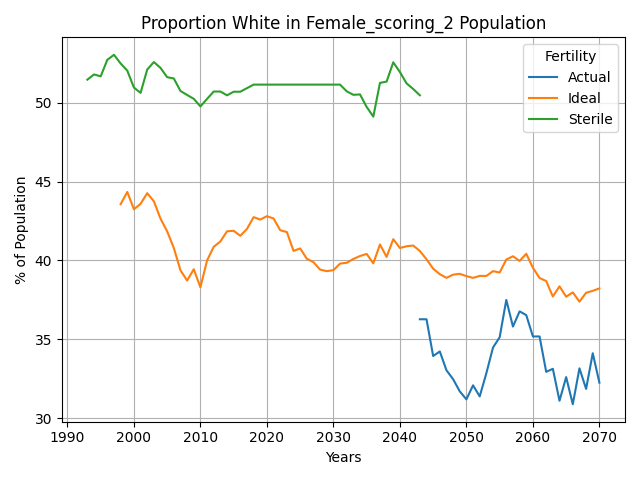 Proportion White in Female_scoring_2 Population
Fertility
Actual
Ideal
Sterile
% of Population
50
45
40
35
30
1990 2000 2010 2020 2030 2040 2050 2060 2070
Years